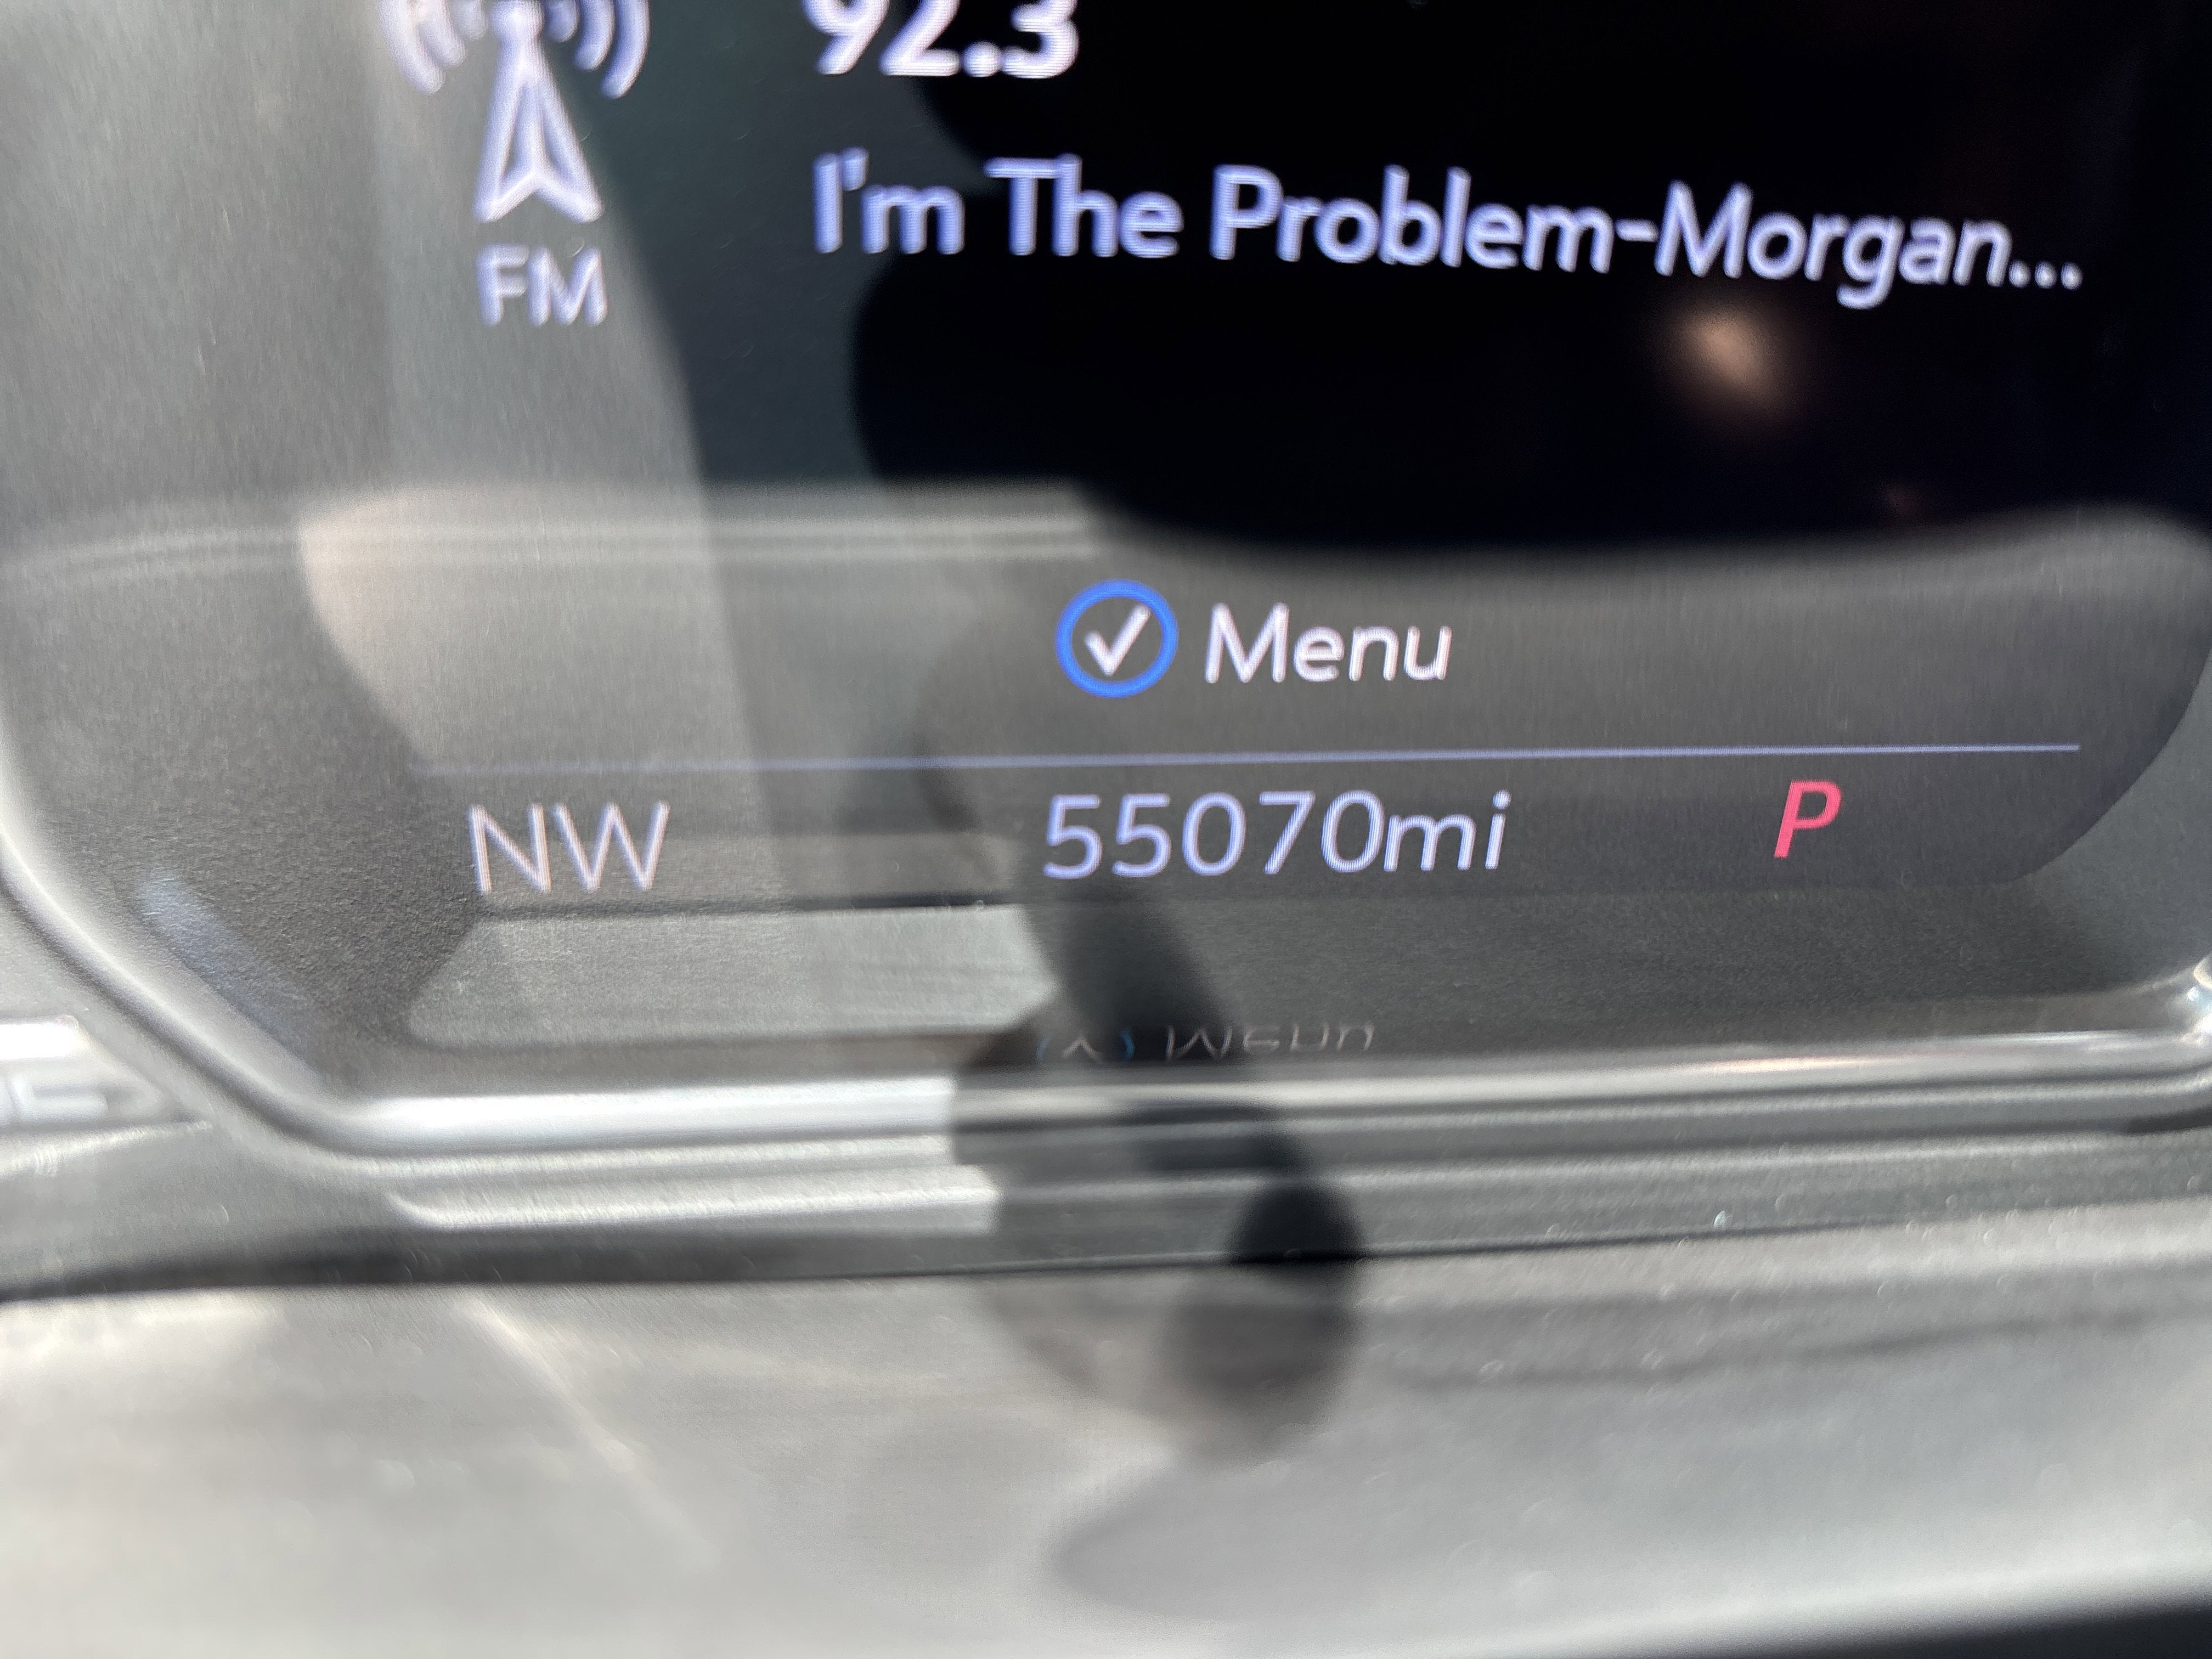 92.3
I'm The Problem-Morgan...
FM
✓ Menu
NW 55070mi P